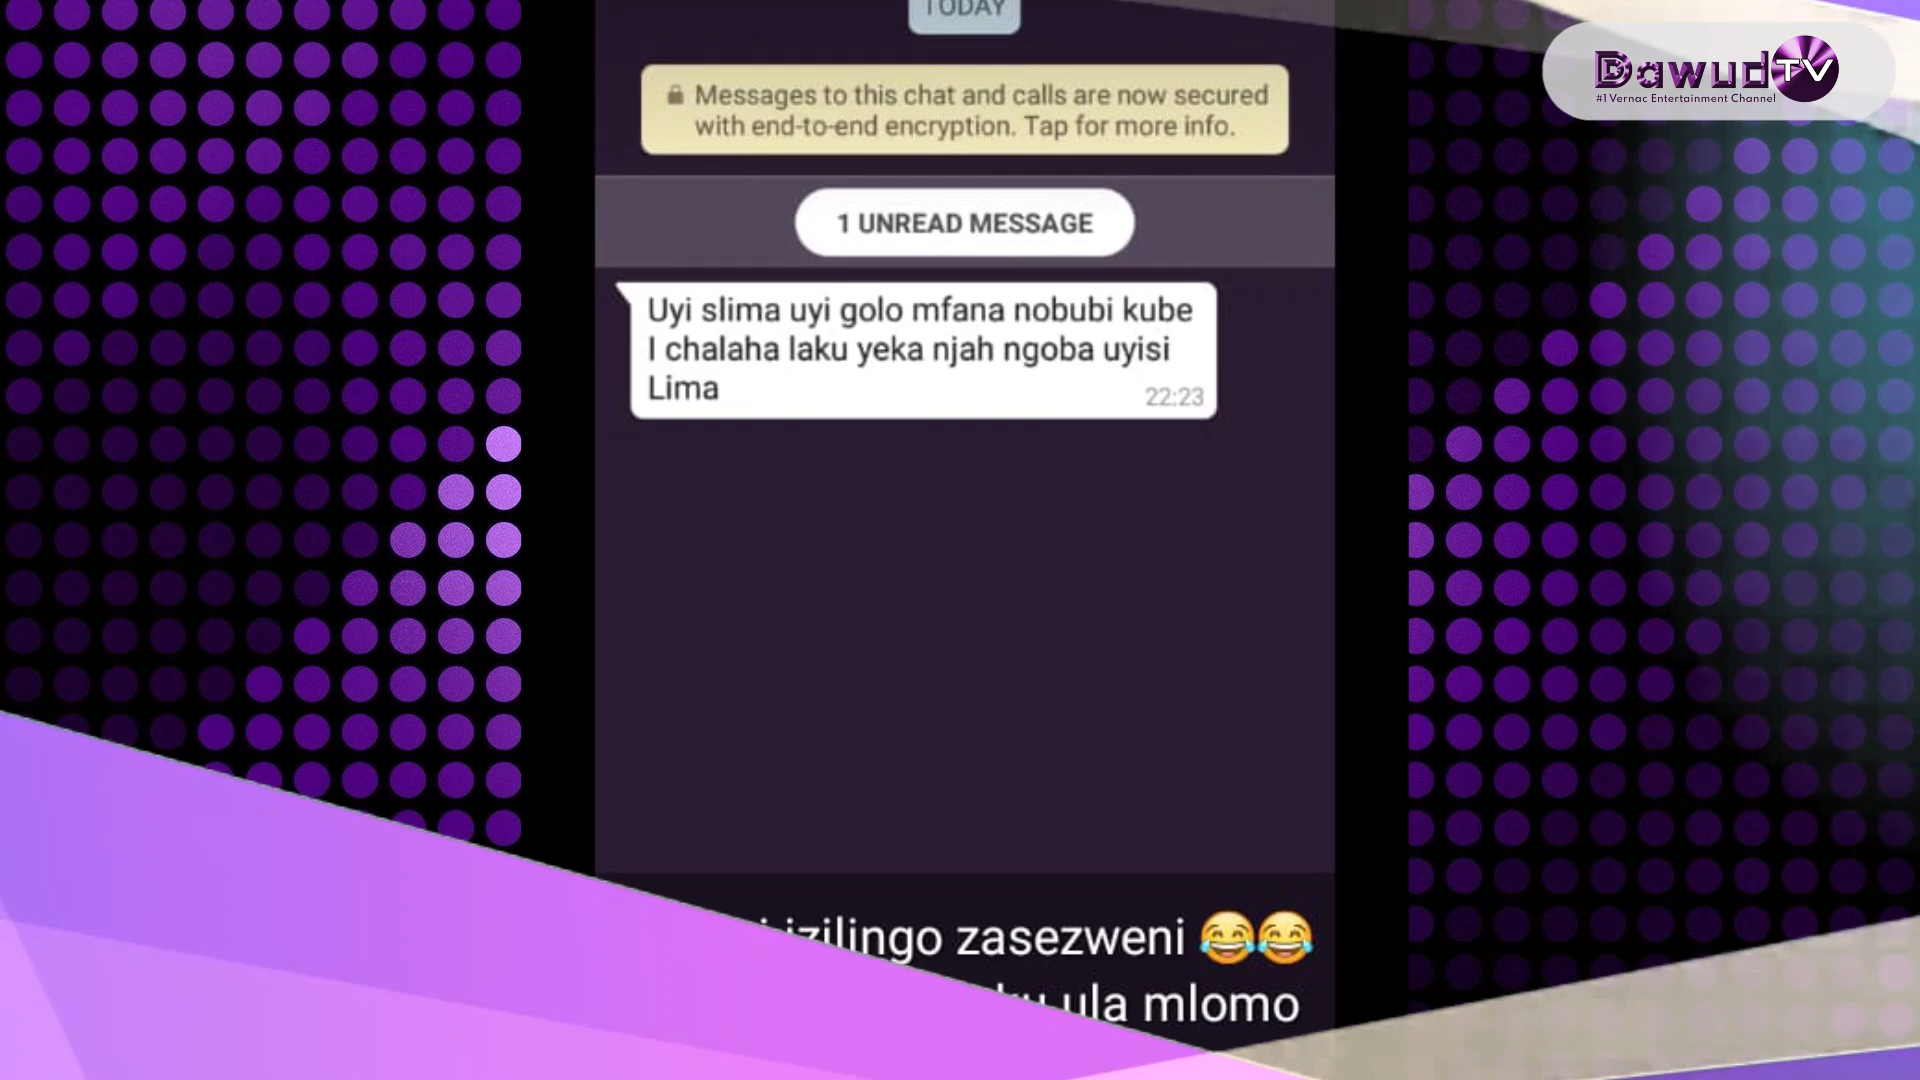 TODAY
Dawud TV
#1 Vernac Entertainment Channel
Messages to this chat and calls are now secured
with end-to-end encryption. Tap for more info.
1 UNREAD MESSAGE
Uyi slima uyi golo mfana nobubi kube
I chalaha laku yeka njah ngoba uyisi
Lima
22:23
izilingo zasezweni 😂😂
ula mlomo